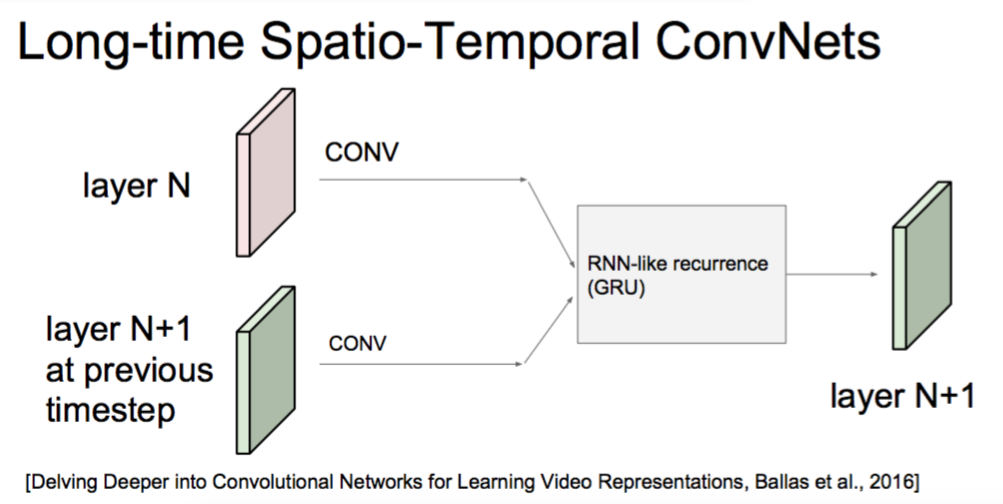 Long-time Spatio-Temporal ConvNets
layer N
CONV
RNN-like recurrence
(GRU)
layer N+1
at previous
timestep
CONV
layer N+1
[Delving Deeper into Convolutional Networks for Learning Video Representations, Ballas et al., 2016]